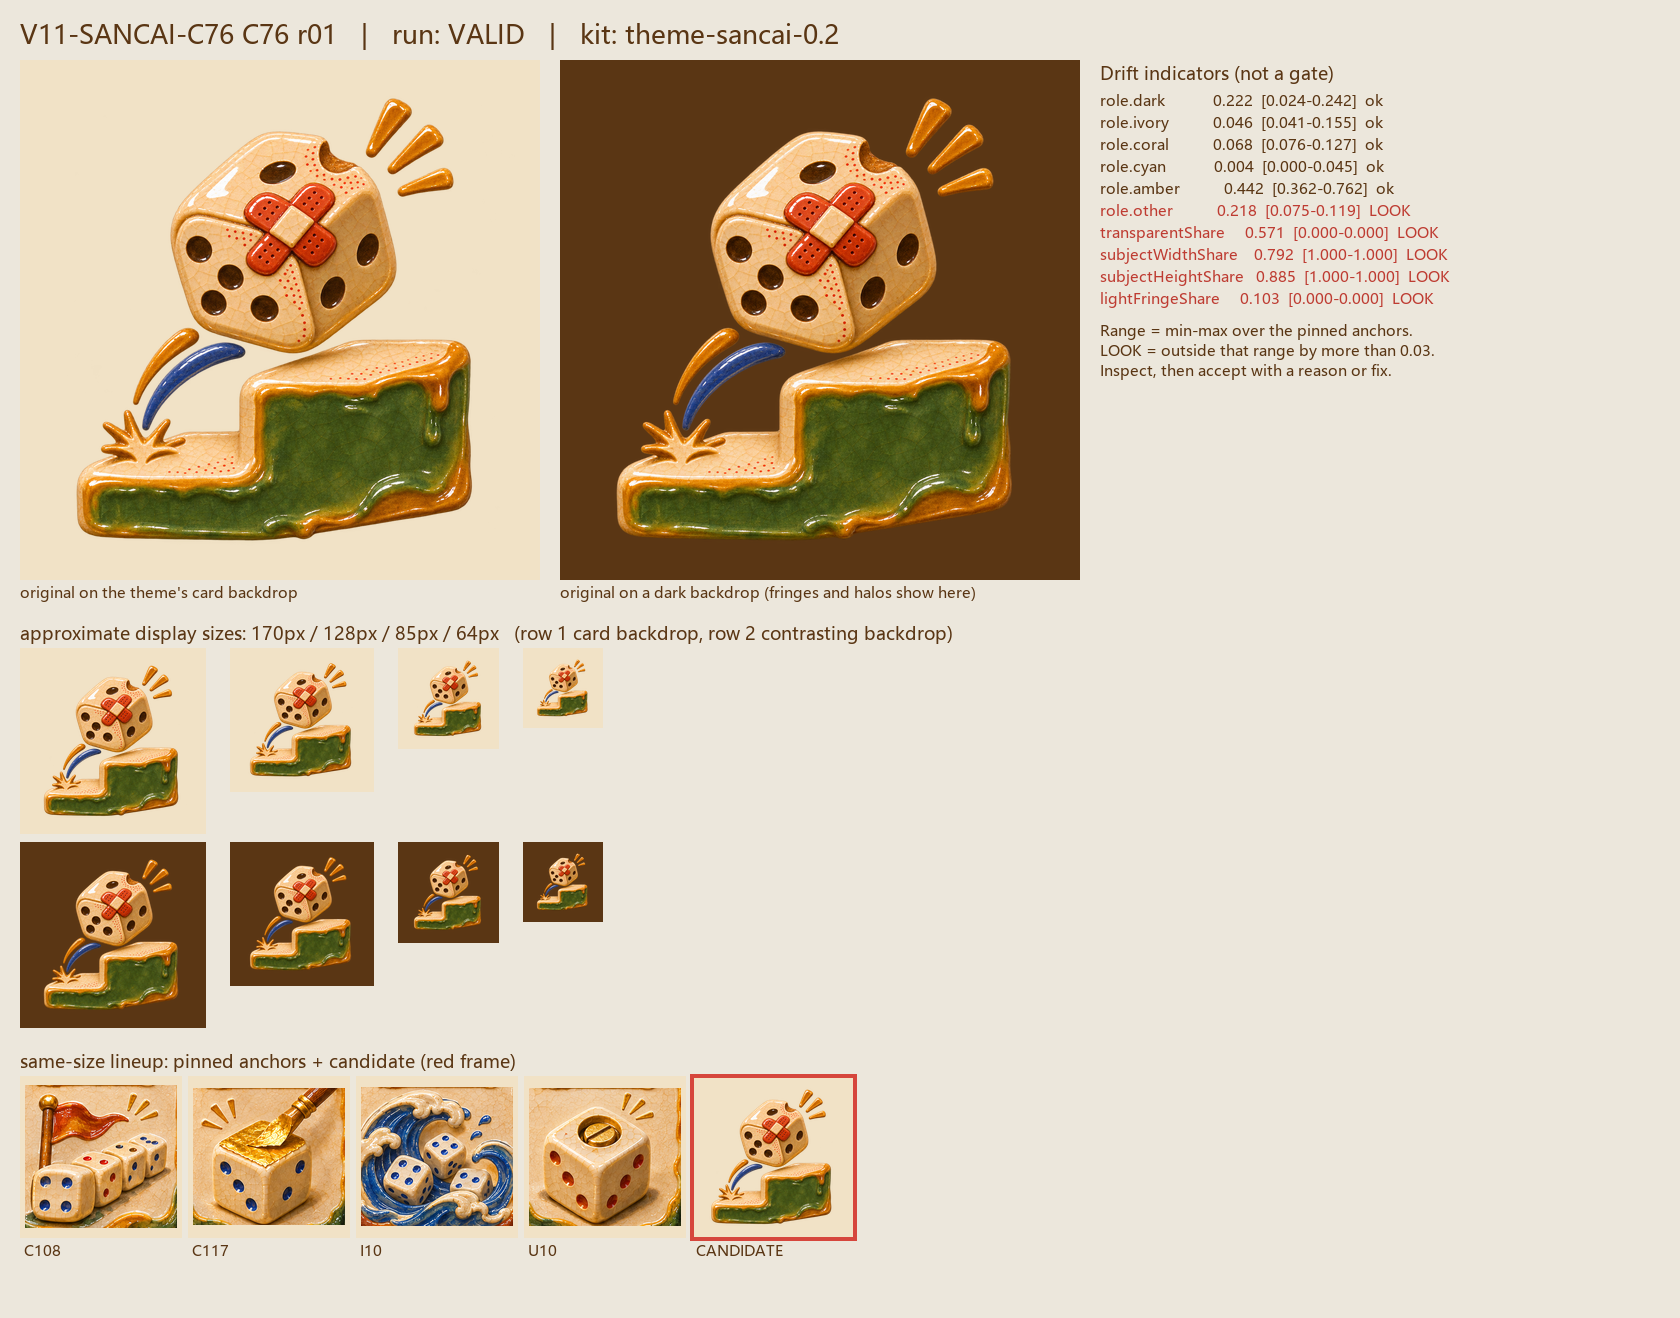 V11-SANCAI-C76 C76 r01 | run: VALID | kit: theme-sancai-0.2
Drift indicators (not a gate)
role.dark 0.222 [0.024-0.242] ok
role.ivory 0.046 [0.041-0.155] ok
role.coral 0.068 [0.076-0.127] ok
role.cyan 0.004 [0.000-0.045] ok
role.amber 0.442 [0.362-0.762] ok
role.other 0.218 [0.075-0.119] LOOK
transparentShare 0.571 [0.000-0.000] LOOK
subjectWidthShare 0.792 [1.000-1.000] LOOK
subjectHeightShare 0.885 [1.000-1.000] LOOK
lightFringeShare 0.103 [0.000-0.000] LOOK
Range = min-max over the pinned anchors.
LOOK = outside that range by more than 0.03.
Inspect, then accept with a reason or fix.
original on the theme's card backdrop
original on a dark backdrop (fringes and halos show here)
approximate display sizes: 170px / 128px / 85px / 64px (row 1 card backdrop, row 2 contrasting backdrop)
same-size lineup: pinned anchors + candidate (red frame)
C108
C117
I10
U10
CANDIDATE